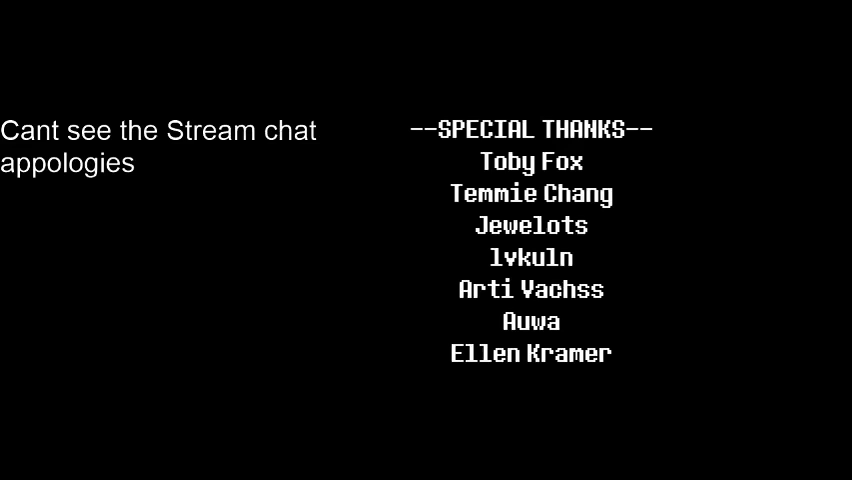 Cant see the Stream chat
appologies
--SPECIAL THANKS--
Toby Fox
Temmie Chang
Jewelots
lvkuln
Arti Vachss
Auwa
Ellen Kramer